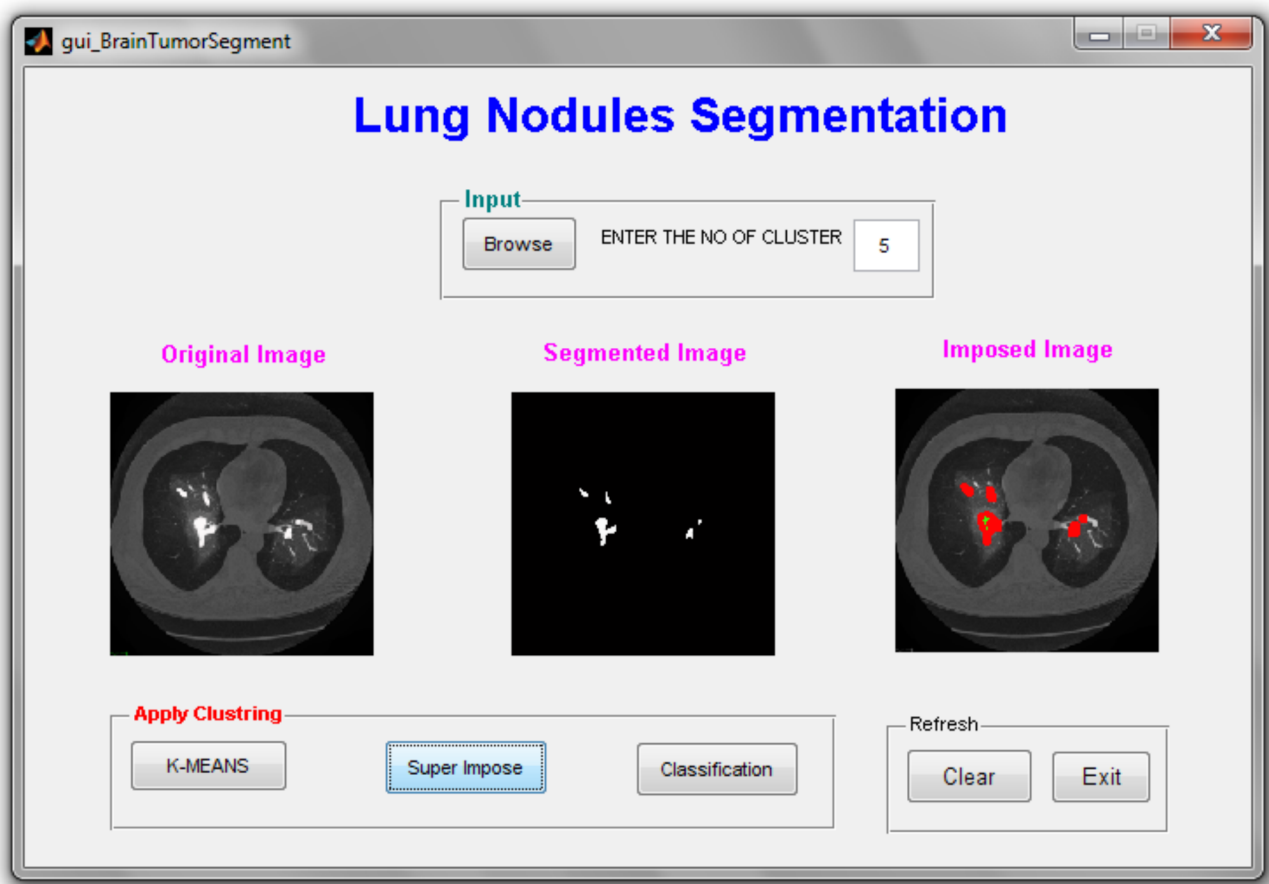 gui_BrainTumorSegment
Lung Nodules Segmentation
Input
Browse
ENTER THE NO OF CLUSTER
5
Original Image
Segmented Image
Imposed Image
Apply Clustring
K-MEANS
Super Impose
Classification
Refresh
Clear
Exit